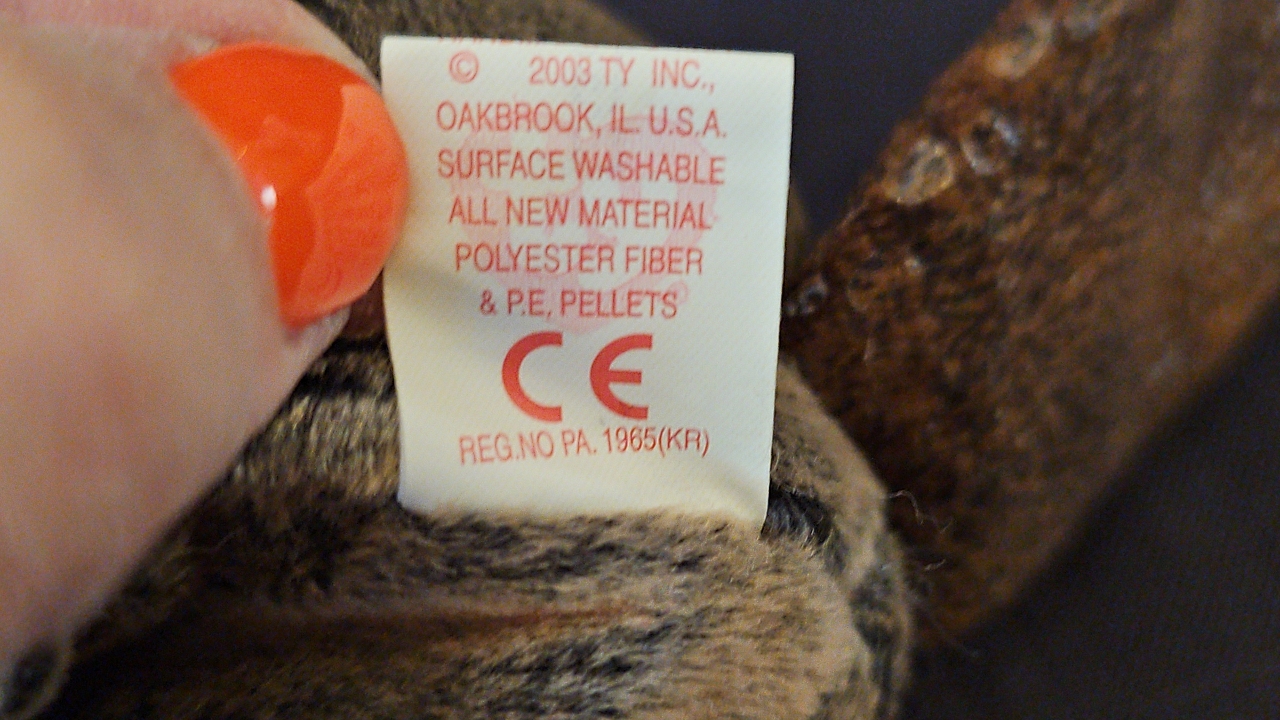 © 2003 TY INC.,
OAKBROOK, IL. U.S.A.
SURFACE WASHABLE
ALL NEW MATERIAL
POLYESTER FIBER
& P.E, PELLETS
CE
REG.NO PA. 1965(KR)